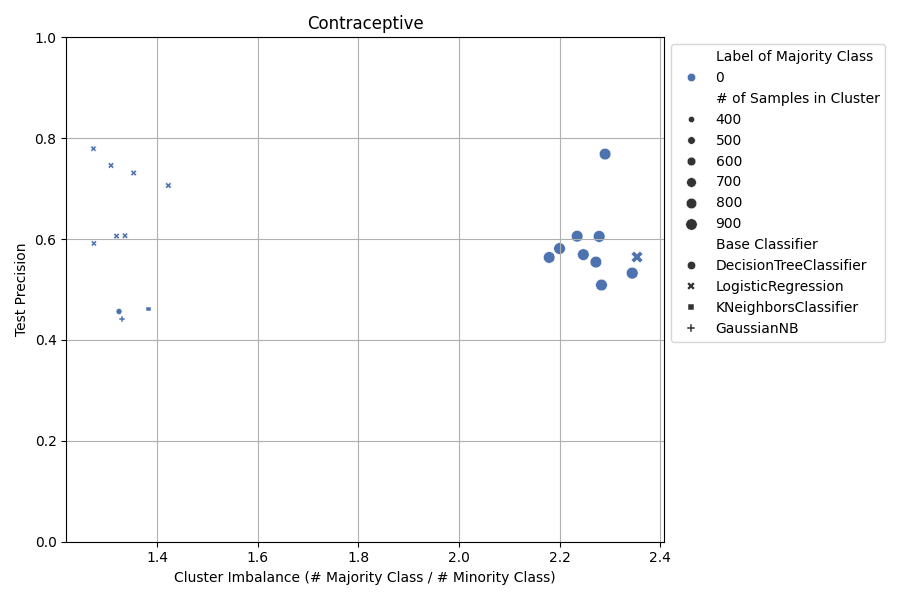 Contraceptive
1.0
0.8
0.6
0.4
0.2
0.0
Test Precision
1.4
1.6
1.8
2.0
2.2
2.4
Cluster Imbalance (# Majority Class / # Minority Class)
Label of Majority Class
0
# of Samples in Cluster
400
500
600
700
800
900
Base Classifier
DecisionTreeClassifier
LogisticRegression
KNeighborsClassifier
GaussianNB